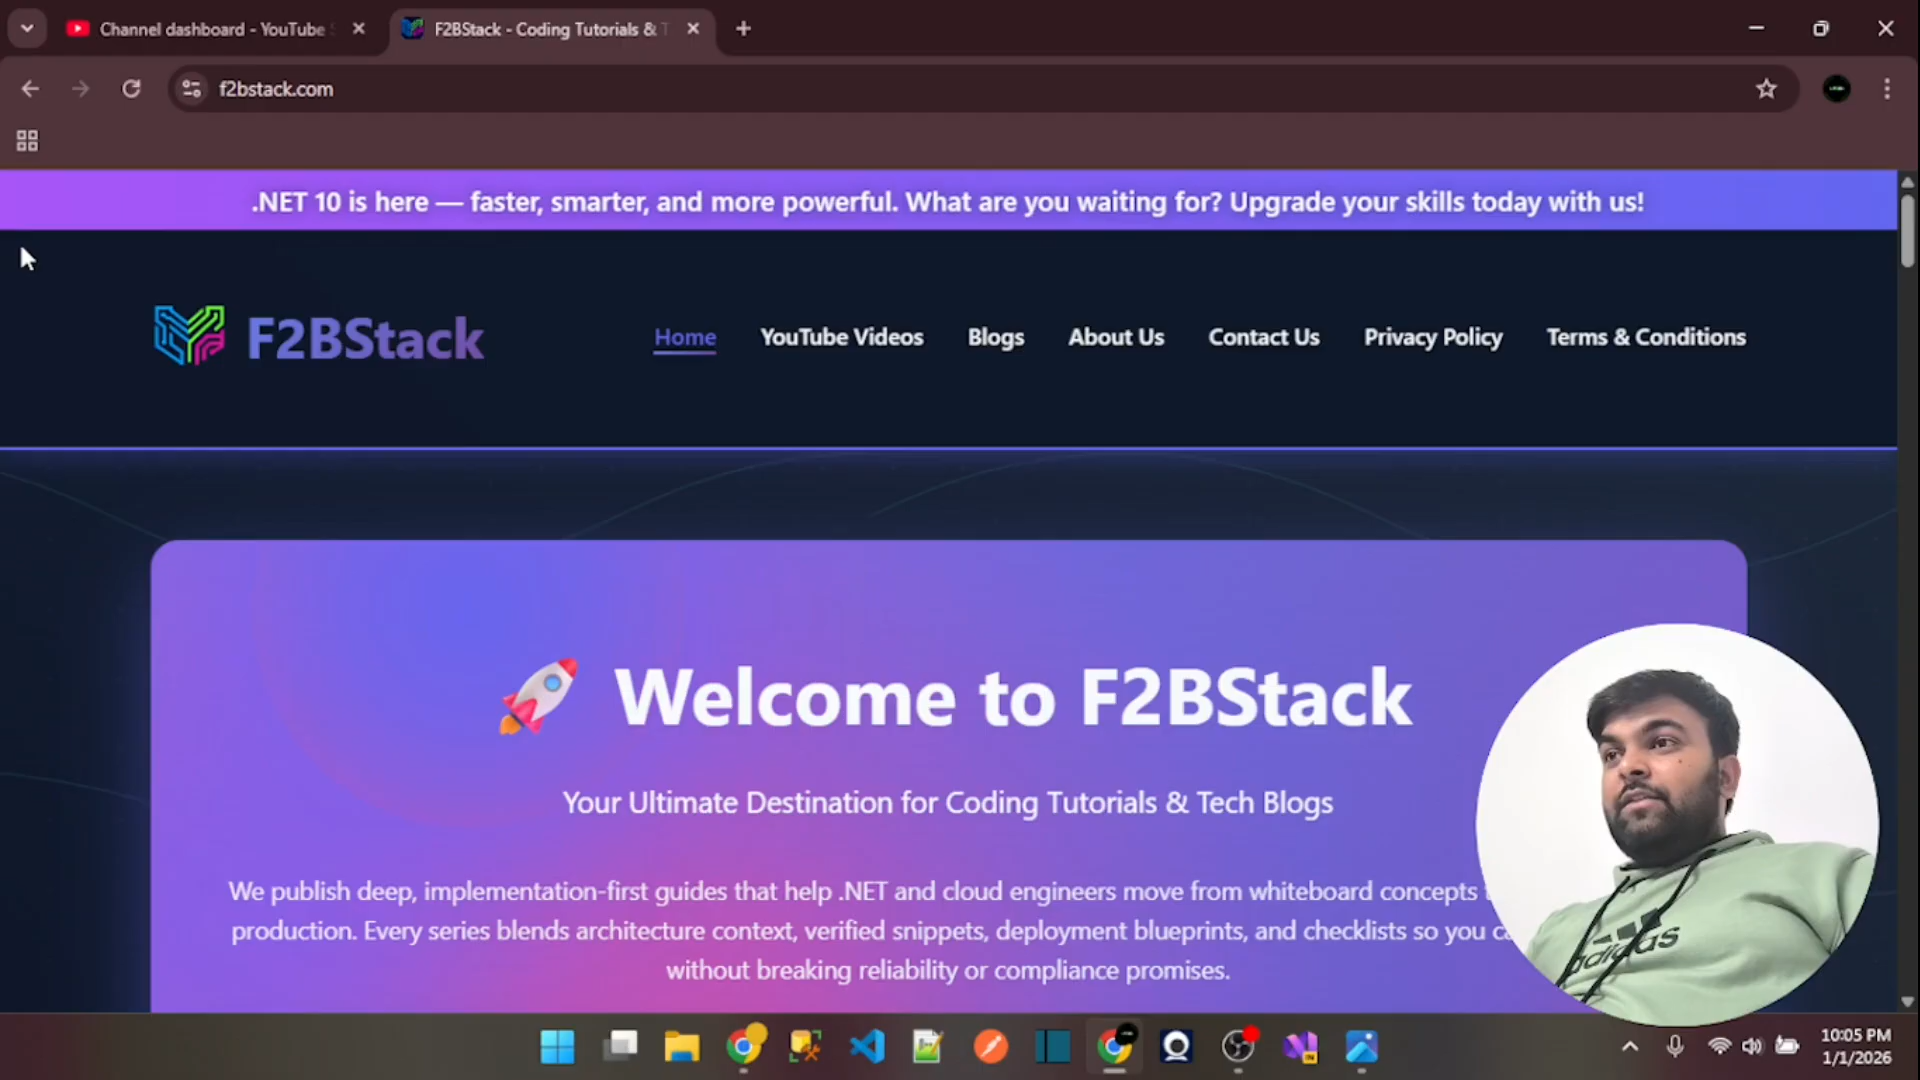 Channel dashboard - YouTube
F2BStack - Coding Tutorials &
f2bstack.com
.NET 10 is here — faster, smarter, and more powerful. What are you waiting for? Upgrade your skills today with us!
F2BStack
Home YouTube Videos Blogs About Us Contact Us Privacy Policy Terms & Conditions
🚀 Welcome to F2BStack
Your Ultimate Destination for Coding Tutorials & Tech Blogs
We publish deep, implementation-first guides that help .NET and cloud engineers move from whiteboard concepts
production. Every series blends architecture context, verified snippets, deployment blueprints, and checklists so you
without breaking reliability or compliance promises.
adidas
10:05 PM
1/1/2026